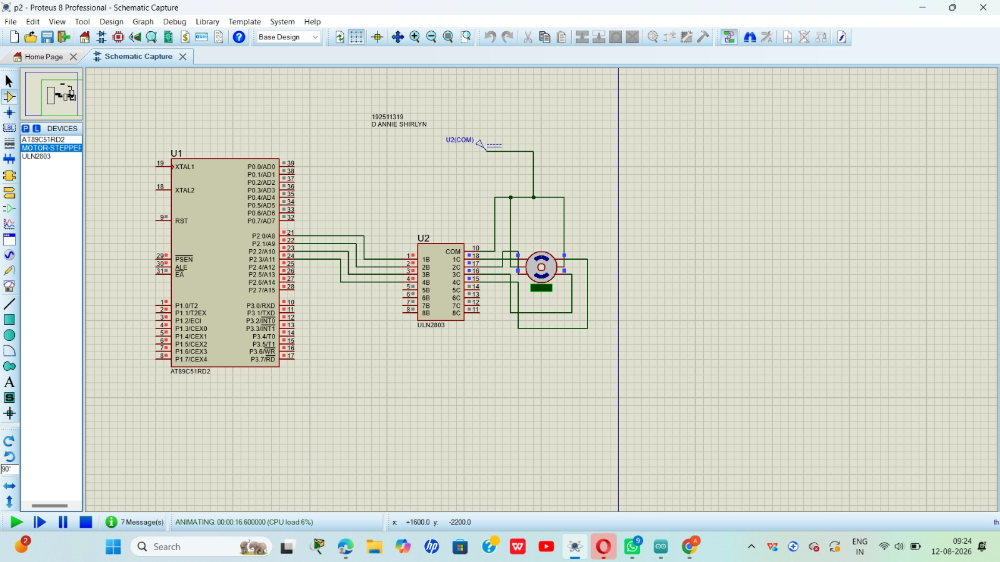 p2 - Proteus 8 Professional - Schematic Capture
File Edit View Tool Design Graph Debug Library Template System Help
Base Design
Home Page
Schematic Capture
P L DEVICES
AT89C51RD2
MOTOR-STEPPER
ULN2803
LBL
A
S
90°
192511319
D ANNIE SHIRLYN
U2(COM)
U1
19 XTAL1 P0.0/AD0 39
P0.1/AD1 38
P0.2/AD2 37
18 XTAL2 P0.3/AD3 36
P0.4/AD4 35
P0.5/AD5 34
P0.6/AD6 33
9 RST P0.7/AD7 32
P2.0/A8 21
P2.1/A9 22
P2.2/A10 23
29 PSEN P2.3/A11 24
30 ALE P2.4/A12 25
31 EA P2.5/A13 26
P2.6/A14 27
P2.7/A15 28
1 P1.0/T2 P3.0/RXD 10
2 P1.1/T2EX P3.1/TXD 11
3 P1.2/ECI P3.2/INT0 12
4 P1.3/CEX0 P3.3/INT1 13
5 P1.4/CEX1 P3.4/T0 14
6 P1.5/CEX2 P3.5/T1 15
7 P1.6/CEX3 P3.6/WR 16
8 P1.7/CEX4 P3.7/RD 17
AT89C51RD2
U2
COM 10
1 1B 1C 18
2 2B 2C 17
3 3B 3C 16
4 4B 4C 15
5 5B 5C 14
6 6B 6C 13
7 7B 7C 12
8 8B 8C 11
ULN2803
7 Message(s) ANIMATING: 00:00:16.600000 (CPU load 6%) x: +1600.0 y: -2200.0 th
2
Search
9
A
ENG
IN
09:24
12-08-2026